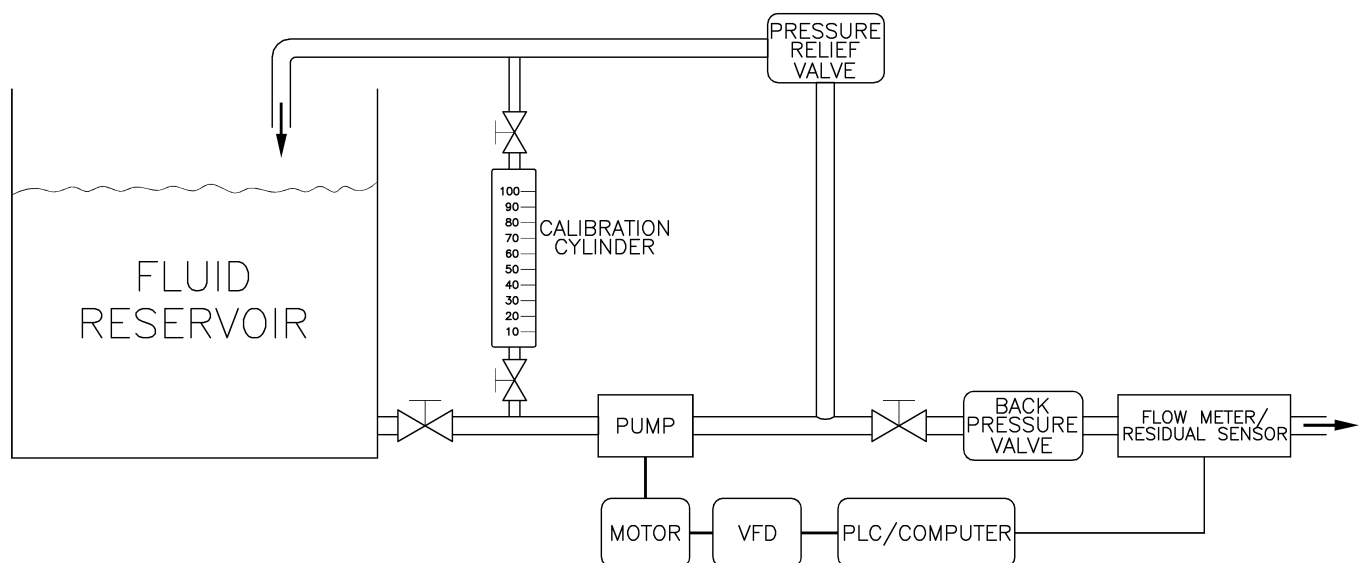 PRESSURE
RELIEF
VALVE
100
90
80
70
60
50
40
30
20
10
CALIBRATION
CYLINDER
FLUID
RESERVOIR
PUMP
BACK
PRESSURE
VALVE
FLOW METER/
RESIDUAL SENSOR
MOTOR
VFD
PLC/COMPUTER